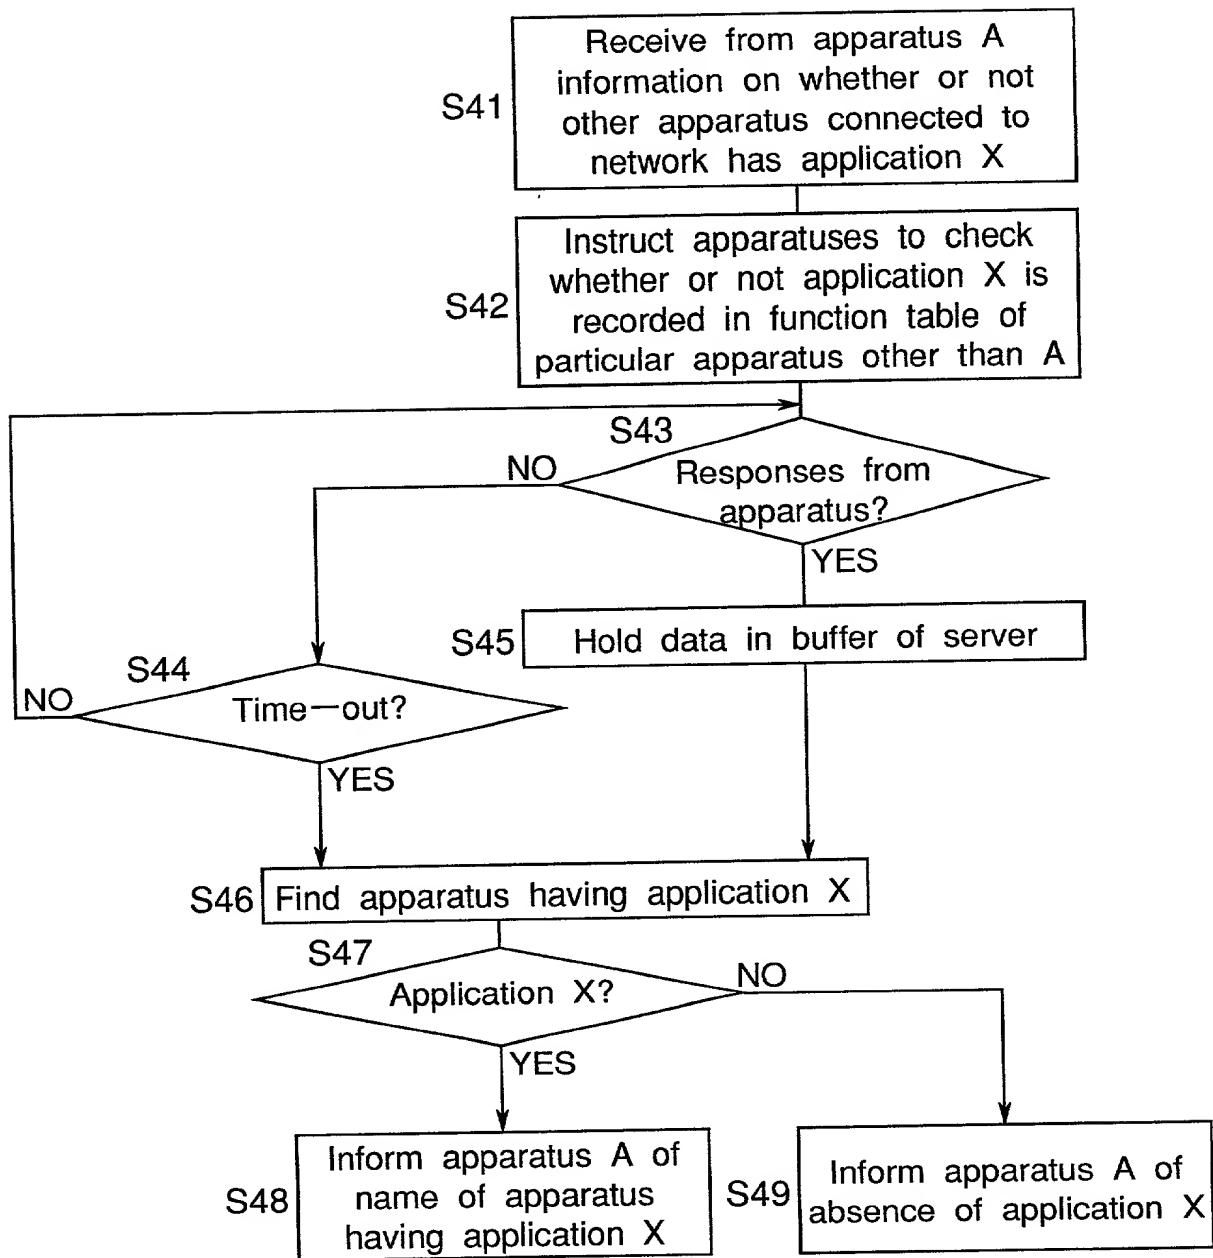 S41
Receive from apparatus A
information on whether or not
other apparatus connected to
network has application X
S42
Instruct apparatuses to check
whether or not application X is
recorded in function table of
particular apparatus other than A
S43
Responses from
apparatus?
NO
YES
S45
Hold data in buffer of server
S44
Time—out?
NO
YES
S46
Find apparatus having application X
S47
Application X?
NO
YES
S48
Inform apparatus A of
name of apparatus
having application X
S49
Inform apparatus A of
absence of application X